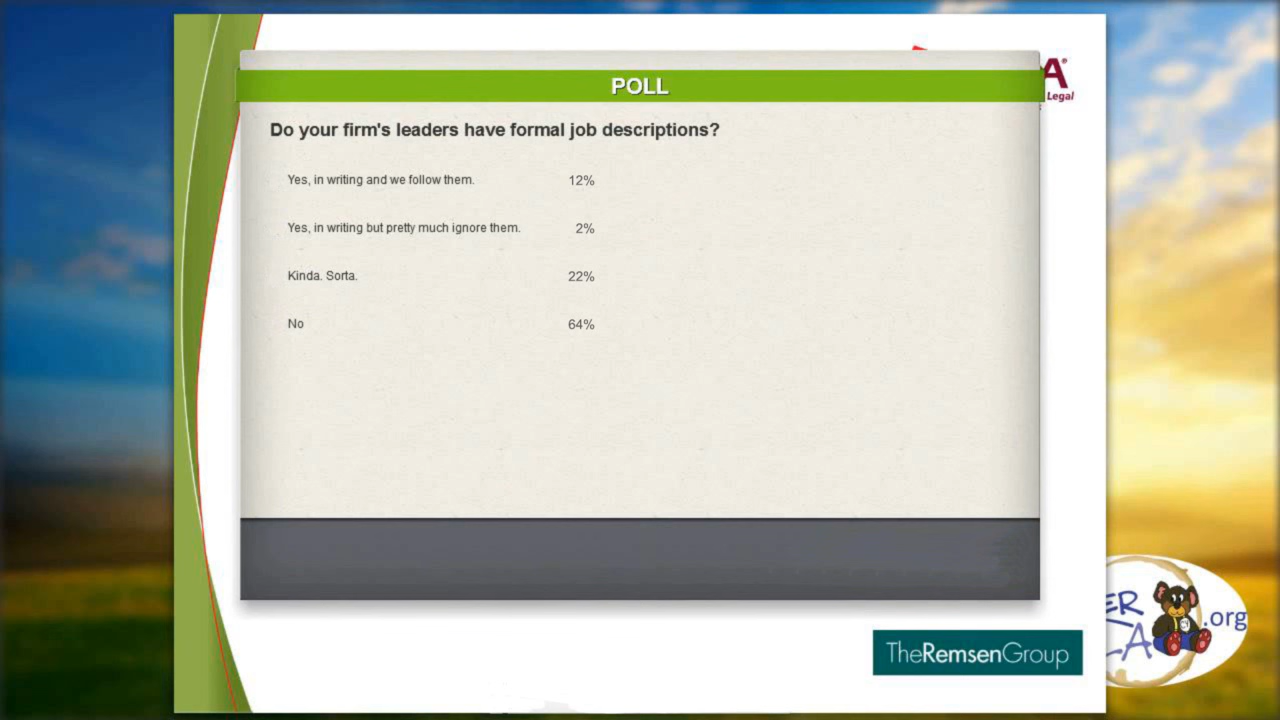 POLL
A®
Legal
Do your firm's leaders have formal job descriptions?
Yes, in writing and we follow them. 12%
Yes, in writing but pretty much ignore them. 2%
Kinda. Sorta. 22%
No 64%
ER
.org
A
TheRemsenGroup